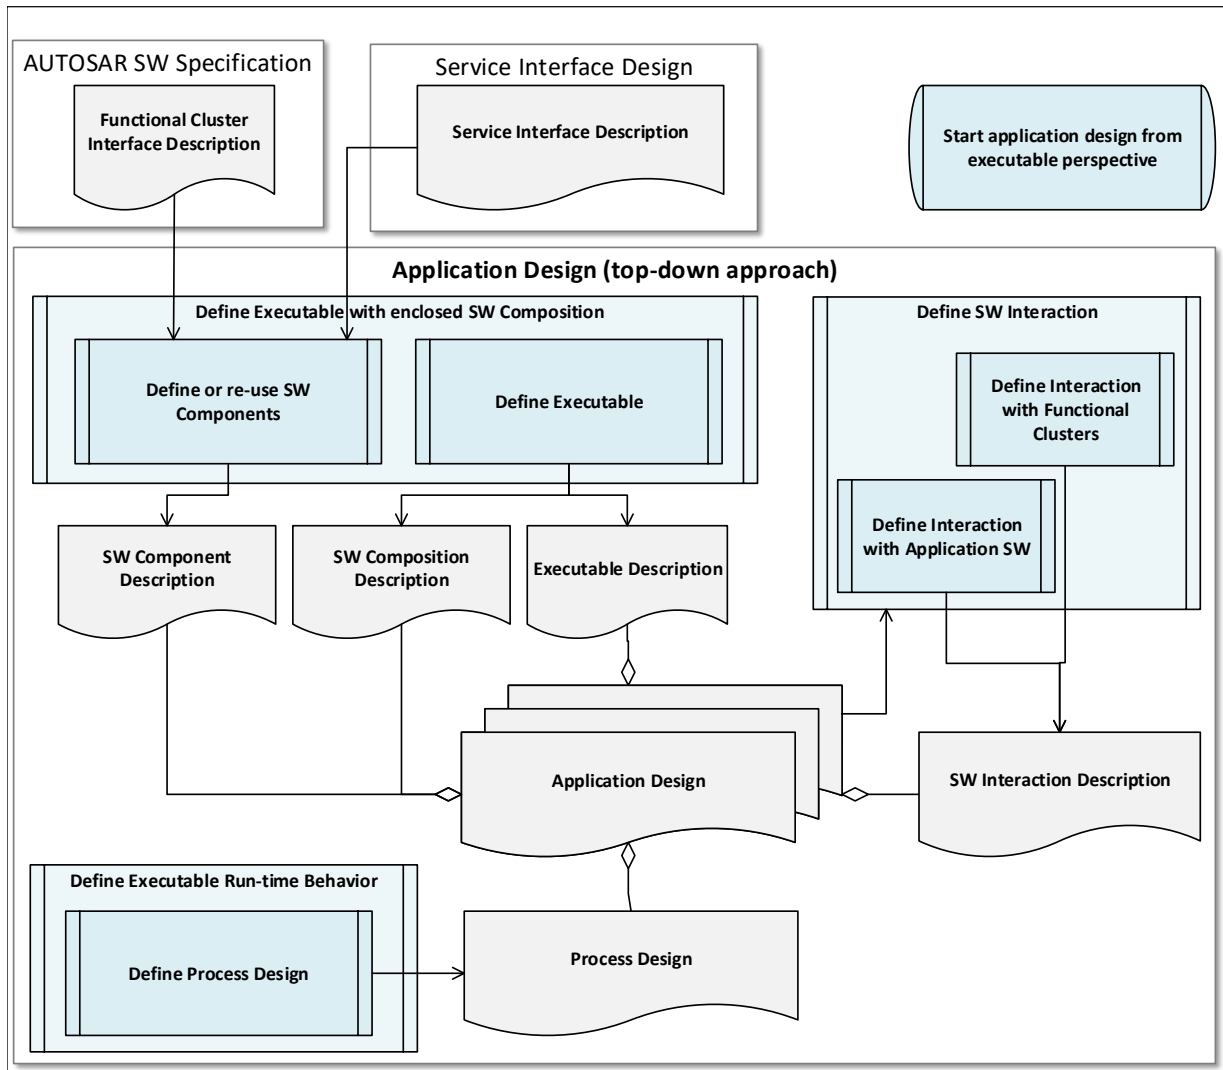 AUTOSAR SW Specification
Functional Cluster
Interface Description
Service Interface Design
Service Interface Description
Start application design from
executable perspective
Application Design (top-down approach)
Define Executable with enclosed SW Composition
Define or re-use SW
Components
Define Executable
Define SW Interaction
Define Interaction
with Functional
Clusters
Define Interaction
with Application SW
SW Component
Description
SW Composition
Description
Executable Description
Application Design
SW Interaction Description
Define Executable Run-time Behavior
Define Process Design
Process Design